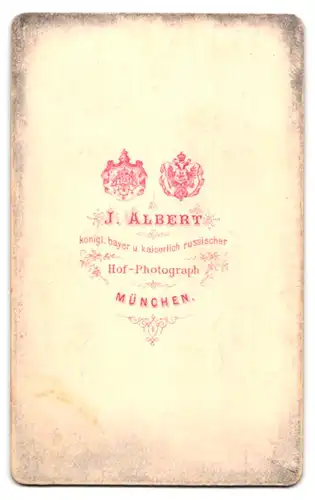 J. ALBERT
königl. bayer u kaiserlich russischer
Hof-Photograph
MÜNCHEN.